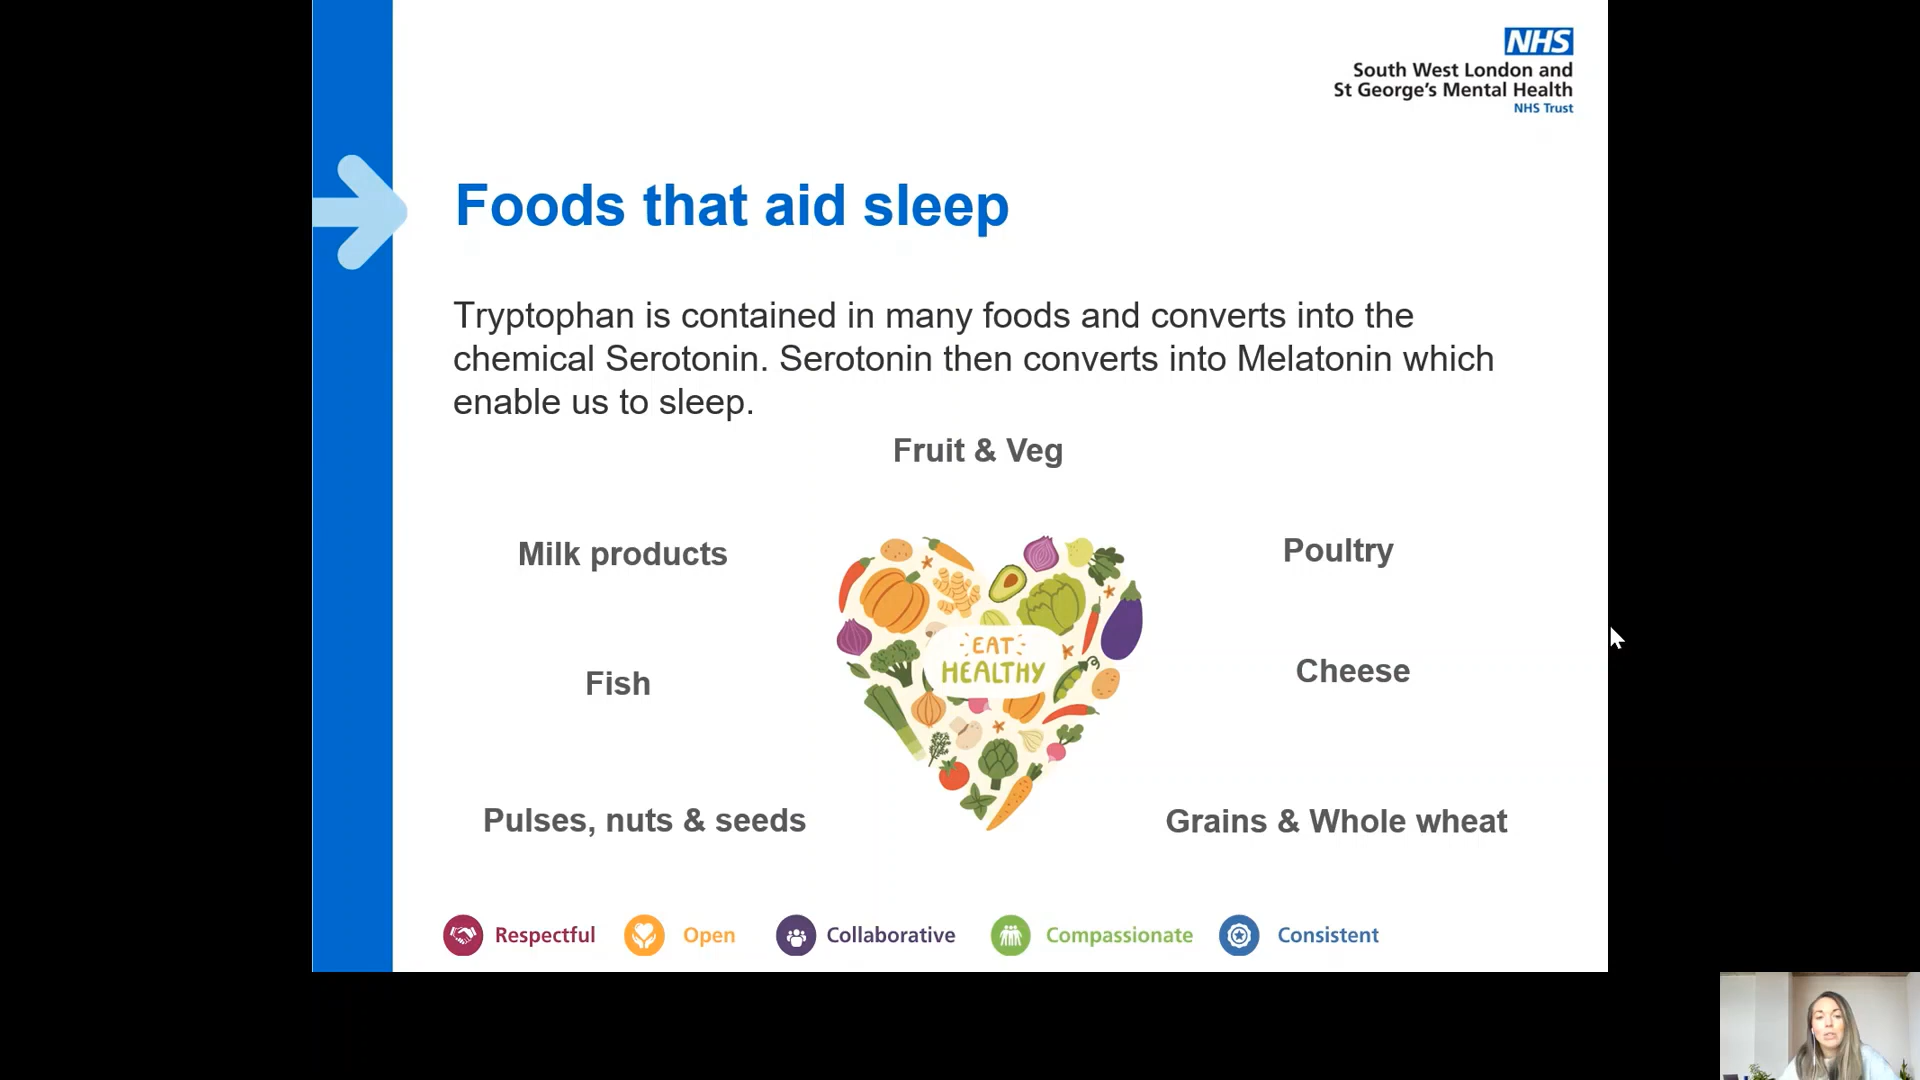 NHS
South West London and
St George's Mental Health
NHS Trust
Foods that aid sleep
Tryptophan is contained in many foods and converts into the
chemical Serotonin. Serotonin then converts into Melatonin which
enable us to sleep.
Fruit & Veg
Milk products
Poultry
EAT
HEALTHY
Fish
Cheese
Pulses, nuts & seeds
Grains & Whole wheat
Respectful
Open
Collaborative
Compassionate
Consistent